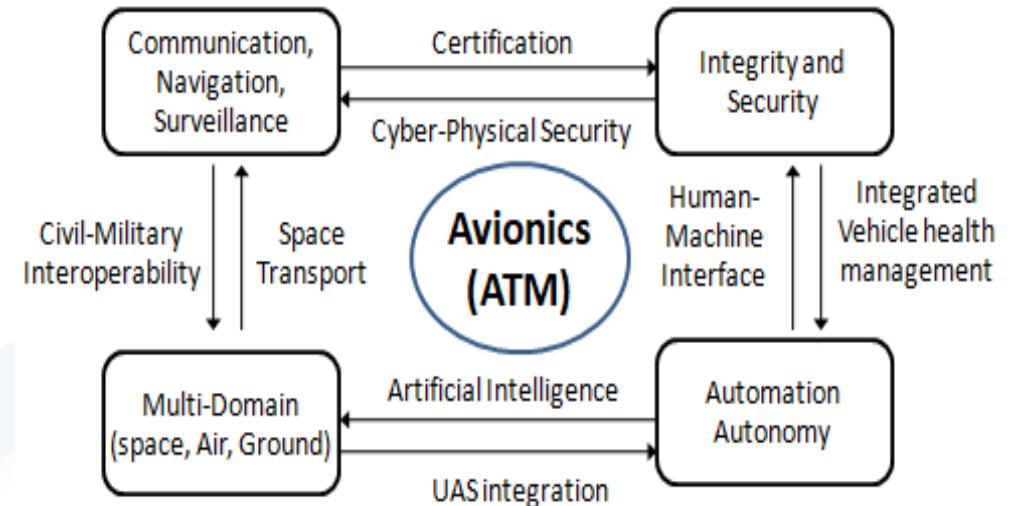 Communication,
Navigation,
Surveillance
Certification
Cyber-Physical Security
Integrity and
Security
Civil-Military
Interoperability
Space
Transport
Avionics
(ATM)
Human-
Machine
Interface
Integrated
Vehicle health
management
Multi-Domain
(space, Air, Ground)
Artificial Intelligence
UAS integration
Automation
Autonomy